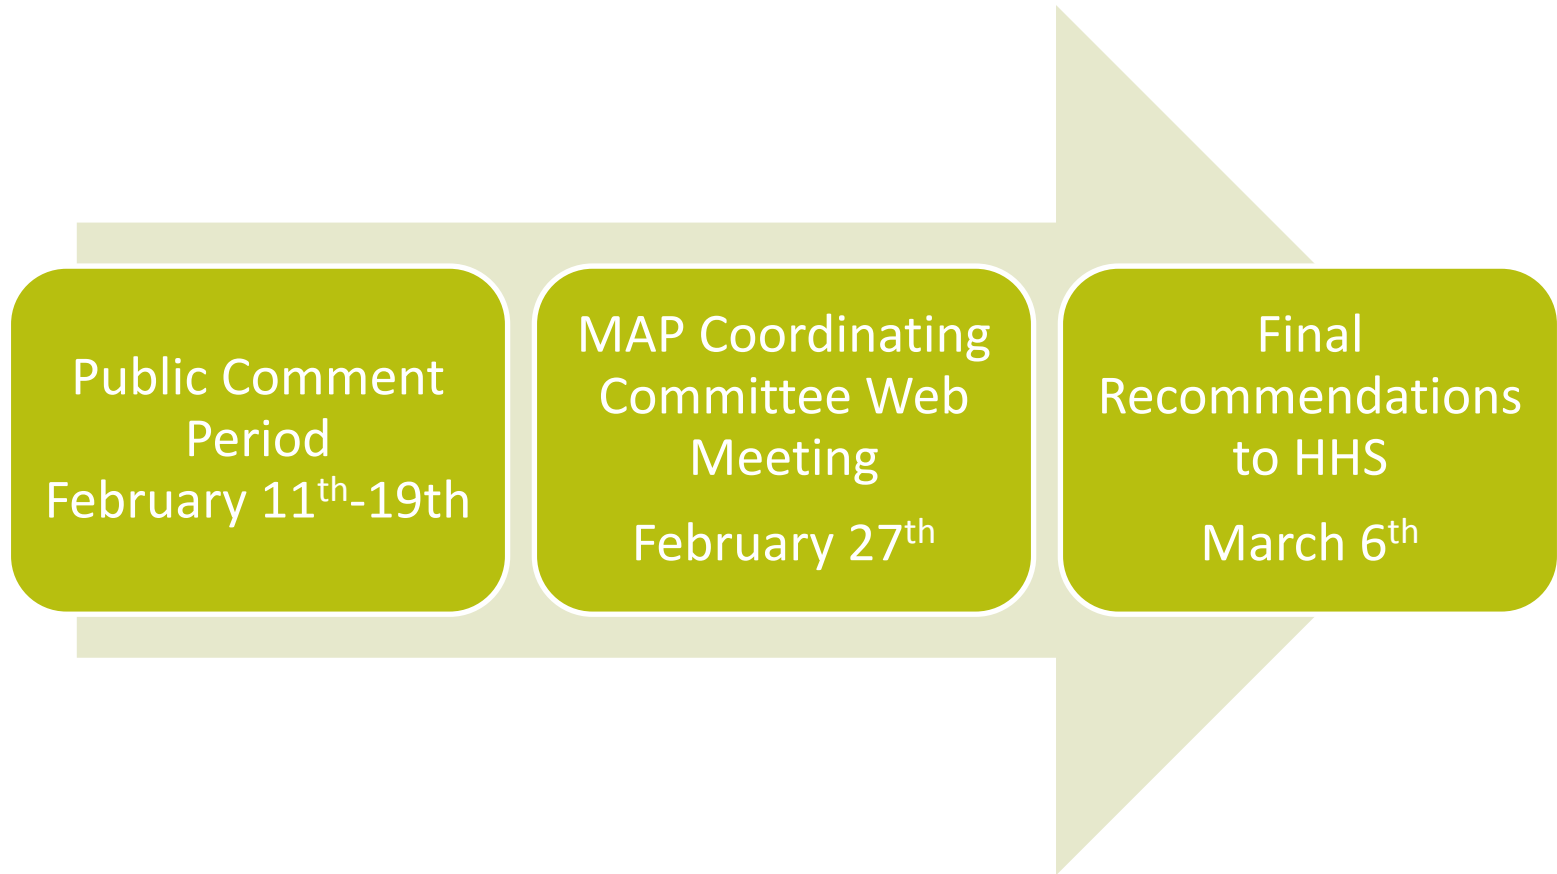 Public Comment
Period
February 11th-19th
MAP Coordinating
Committee Web
Meeting
February 27th
Final
Recommendations
to HHS
March 6th